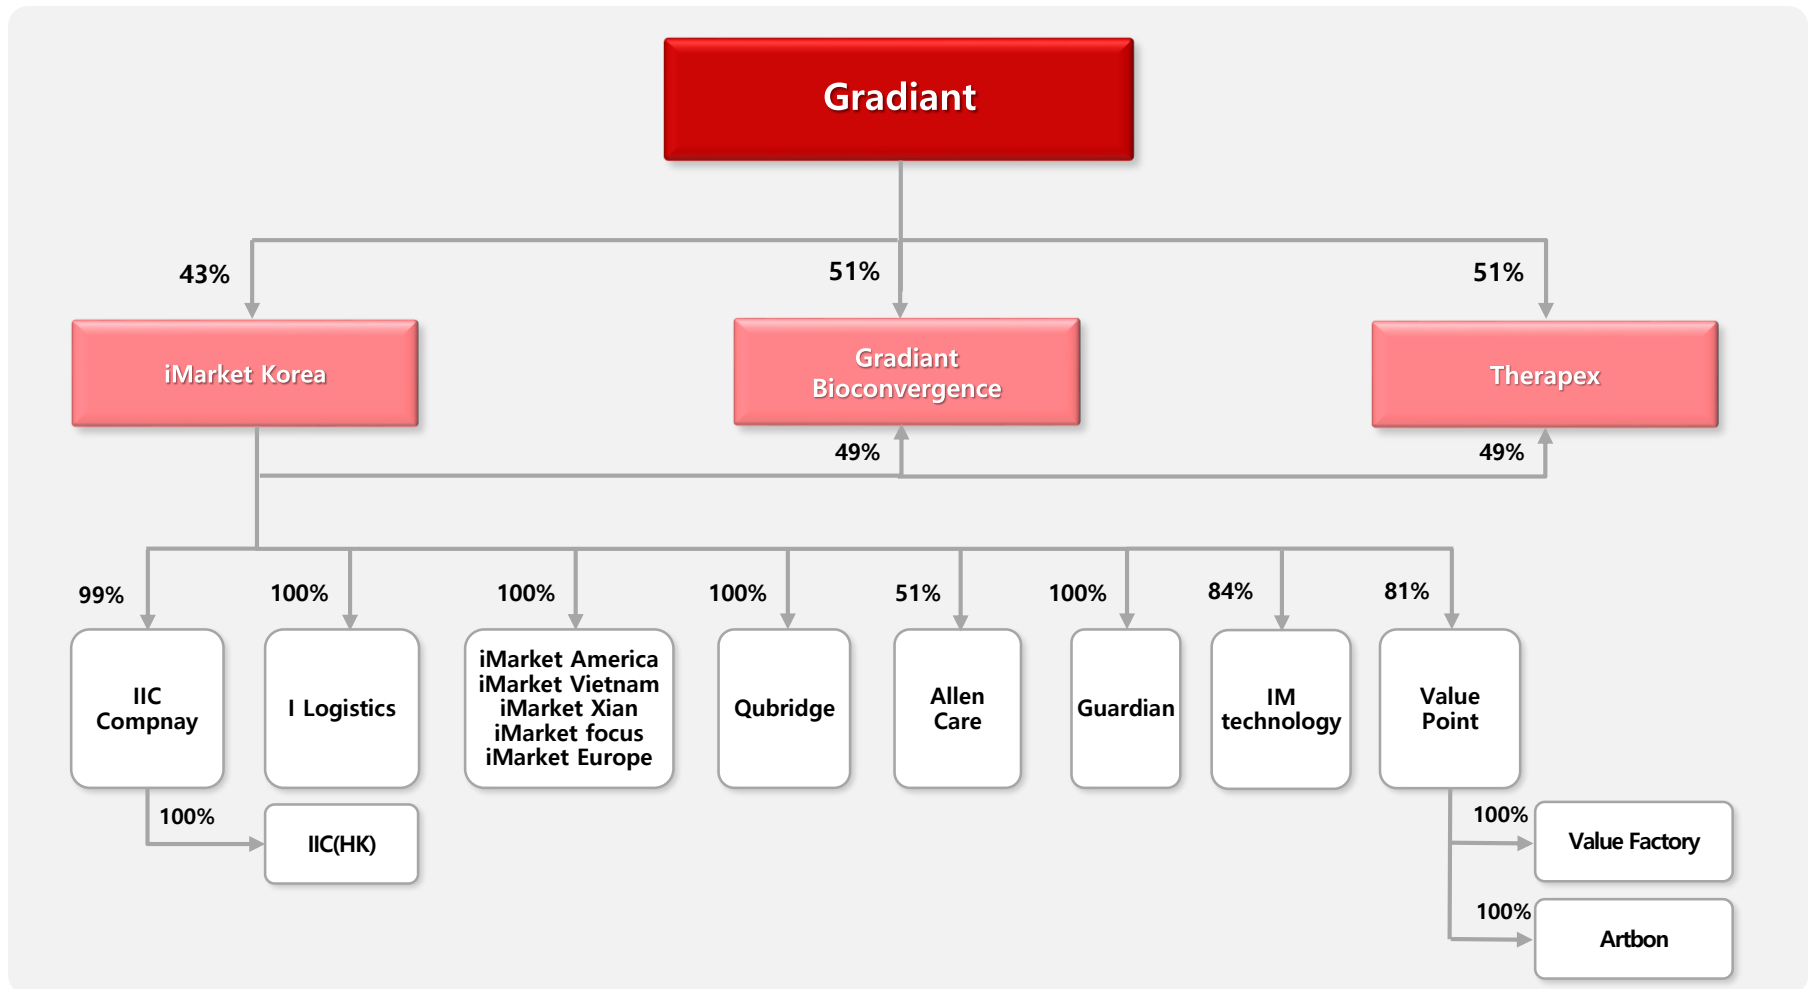 Gradiant
43%
51%
51%
iMarket Korea
Gradiant
Bioconvergence
Therapex
49%
49%
99%
100%
100%
100%
51%
100%
84%
81%
IIC
Compnay
I Logistics
iMarket America
iMarket Vietnam
iMarket Xian
iMarket focus
iMarket Europe
Qubridge
Allen
Care
Guardian
IM
technology
Value
Point
100%
IIC(HK)
100%
Value Factory
100%
Artbon